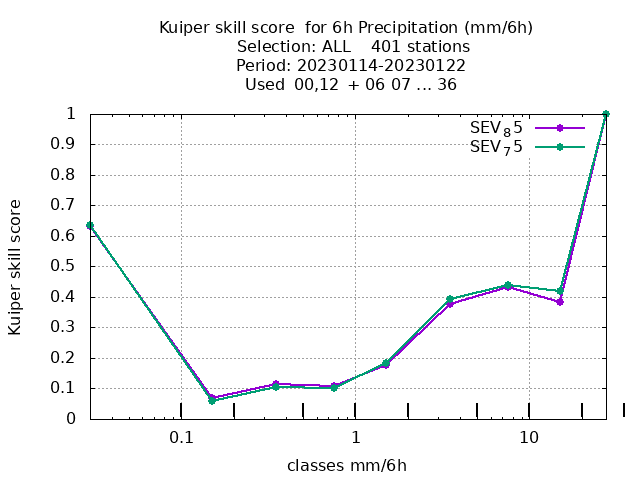 Kuiper skill score  for 6h Precipitation (mm/6h)
Selection: ALL    401 stations
Period: 20230114-20230122
Used  00,12  + 06 07 ... 36
SEV₈5
SEV₇5
1
0.9
0.8
0.7
0.6
0.5
0.4
0.3
0.2
0.1
0
Kuiper skill score
0.1 1 10
classes mm/6h